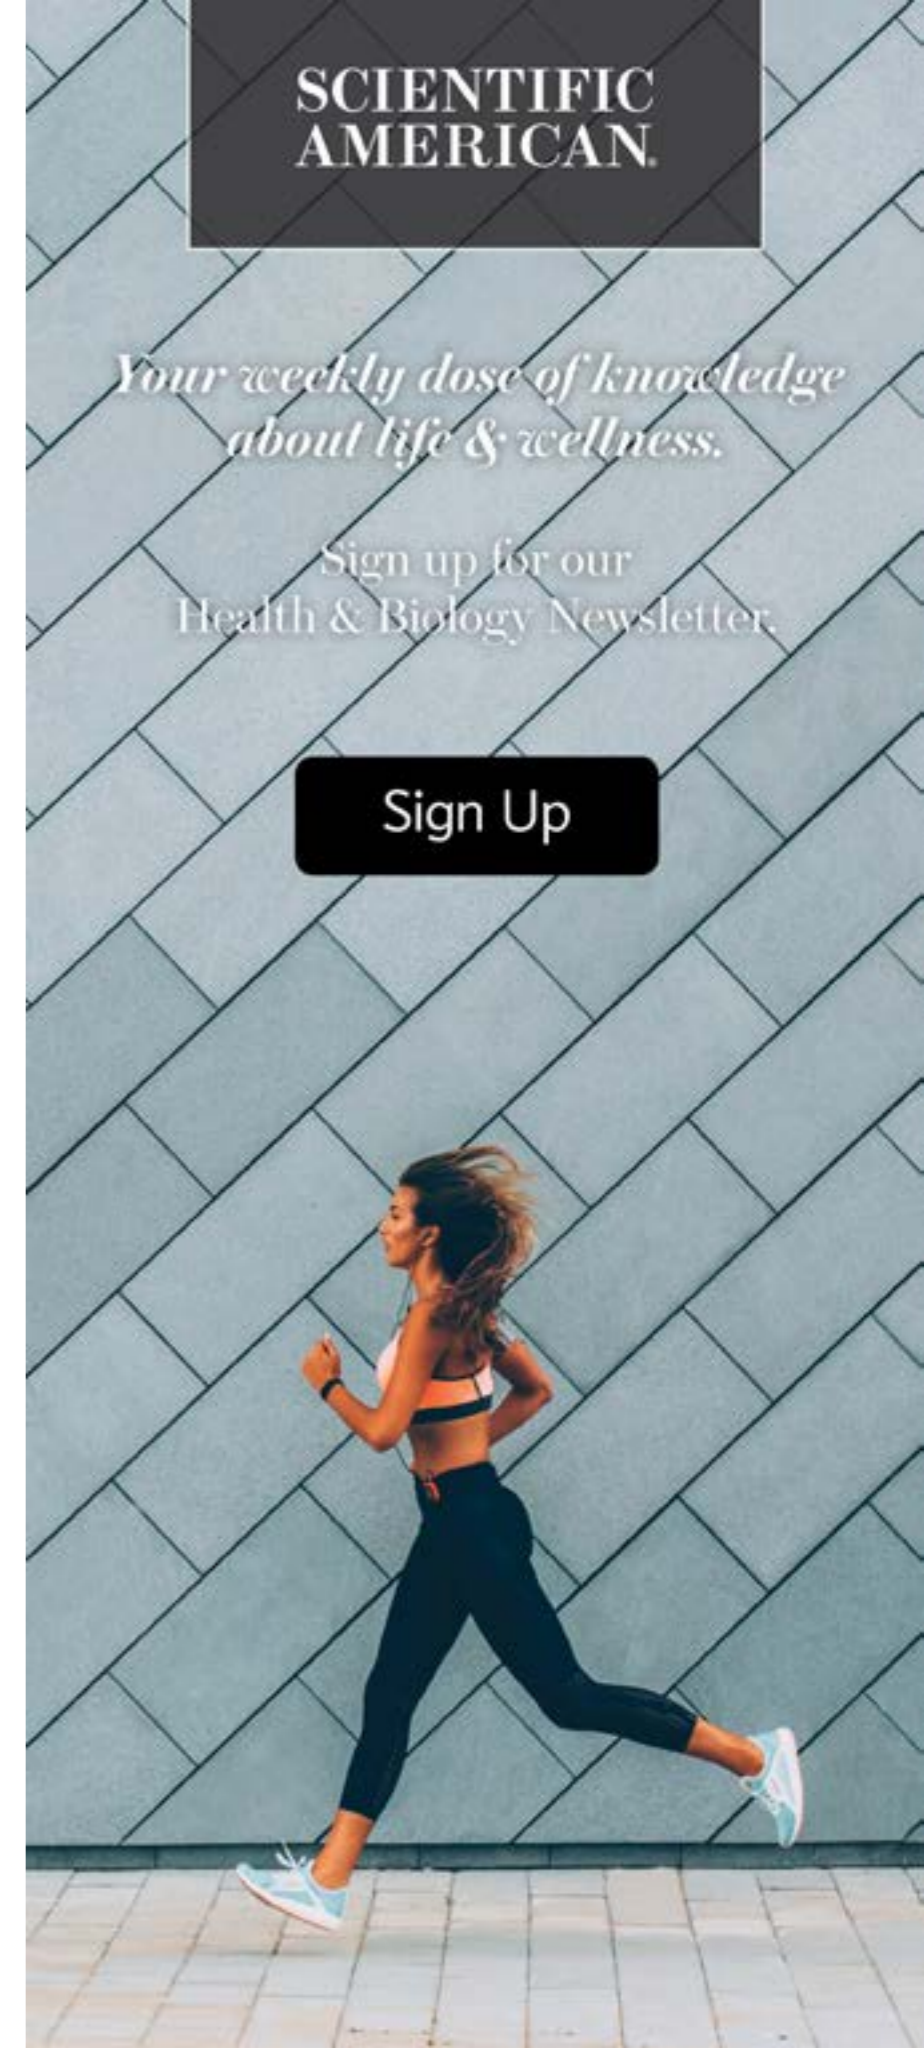 SCIENTIFIC
AMERICAN®
Your weekly dose of knowledge
about life & wellness.
Sign up for our
Health & Biology Newsletter.
Sign Up